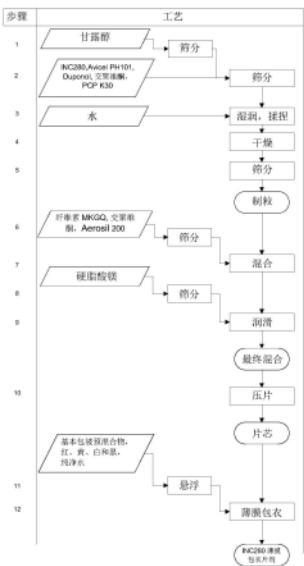 步骤
工艺
甘露醇
1
筛分
INC280,Avicel PH101,
Duponol, 交聚维酮,
PCP K30
2
筛分
3
水
湿润，揉捏
4
干燥
5
筛分
制粒
纤维素 MKGQ, 交聚维
酮, Aerosil 200
6
筛分
7
混合
硬脂酸镁
8
筛分
9
润滑
最终混合
10
压片
片芯
基本包被预混合物,
红、黄、白和黑,
纯净水
11
悬浮
12
薄膜包衣
INC280 薄膜
包衣片剂